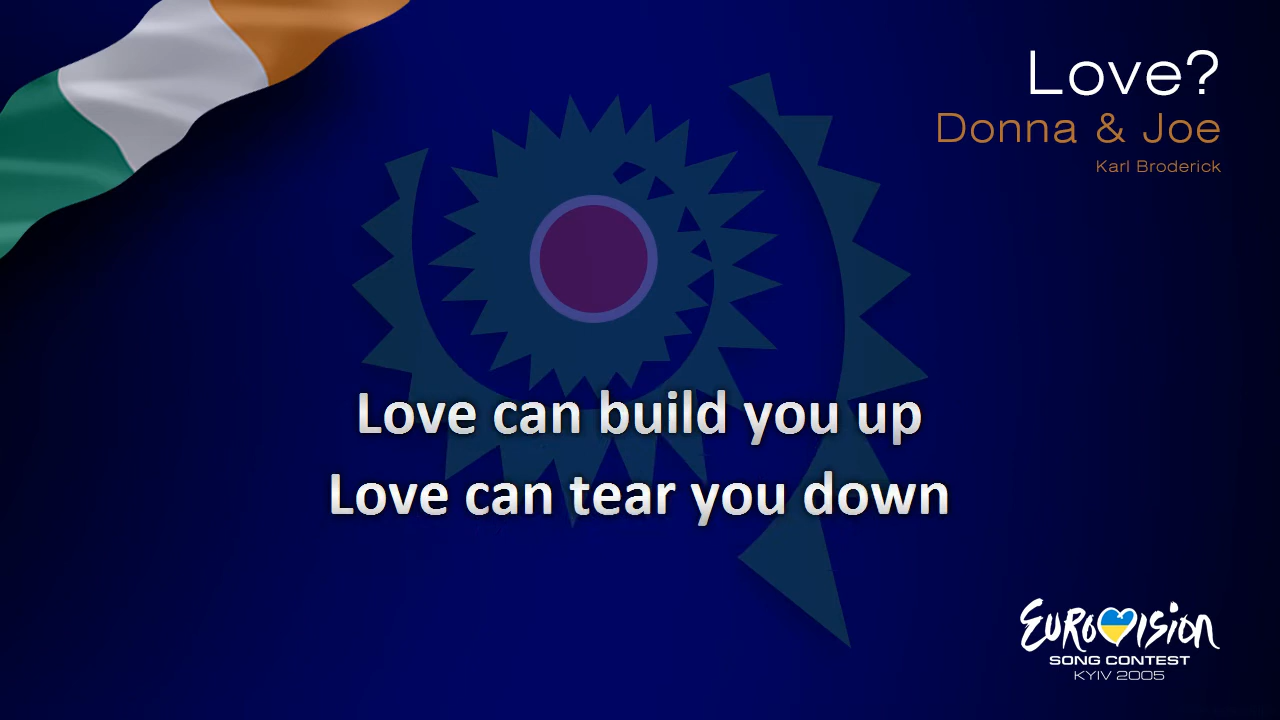 Love?
Donna & Joe
Karl Broderick
Love can build you up
Love can tear you down
EUROVISION
SONG CONTEST
KYIV 2005